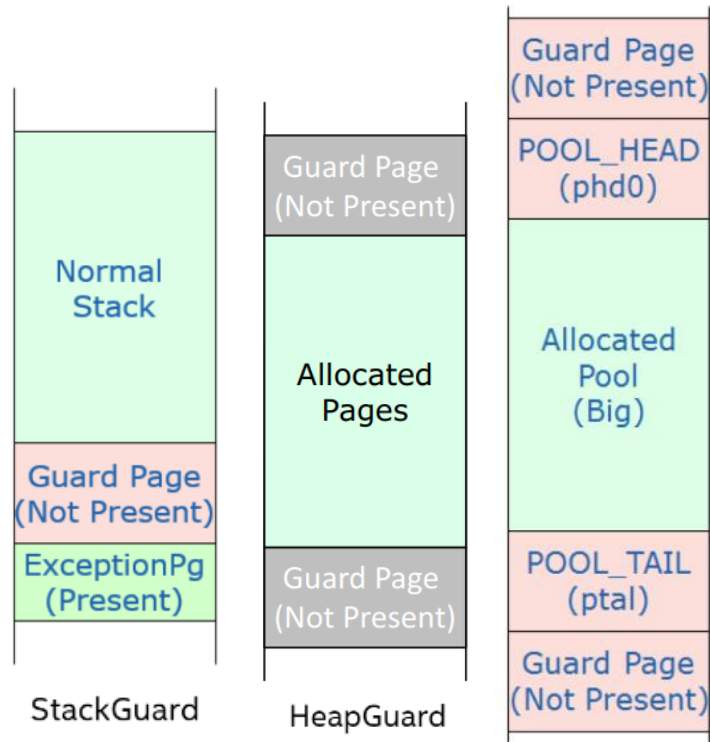 Normal
Stack
Guard Page
(Not Present)
ExceptionPg
(Present)
StackGuard
Guard Page
(Not Present)
Allocated
Pages
Guard Page
(Not Present)
HeapGuard
Guard Page
(Not Present)
POOL_HEAD
(phd0)
Allocated
Pool
(Big)
POOL_TAIL
(ptal)
Guard Page
(Not Present)